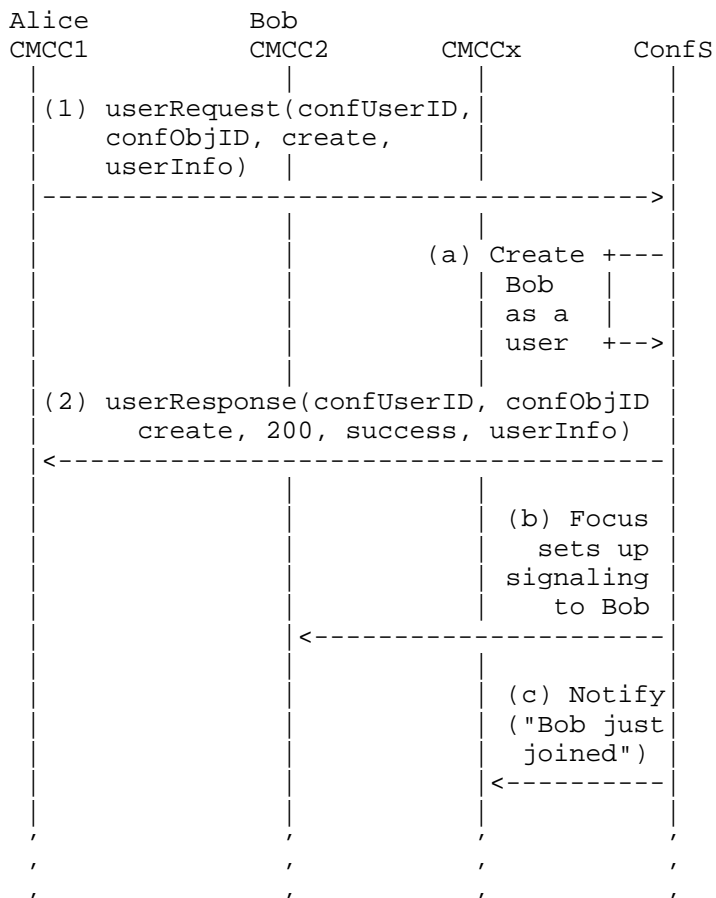 Alice Bob
CMCC1 CMCC2 CMCCx ConfS
(1) userRequest(confUserID,
confObjID, create,
userInfo)
(a) Create
Bob
as a
user
(2) userResponse(confUserID, confObjID
create, 200, success, userInfo)
(b) Focus
sets up
signaling
to Bob
(c) Notify
("Bob just
joined")